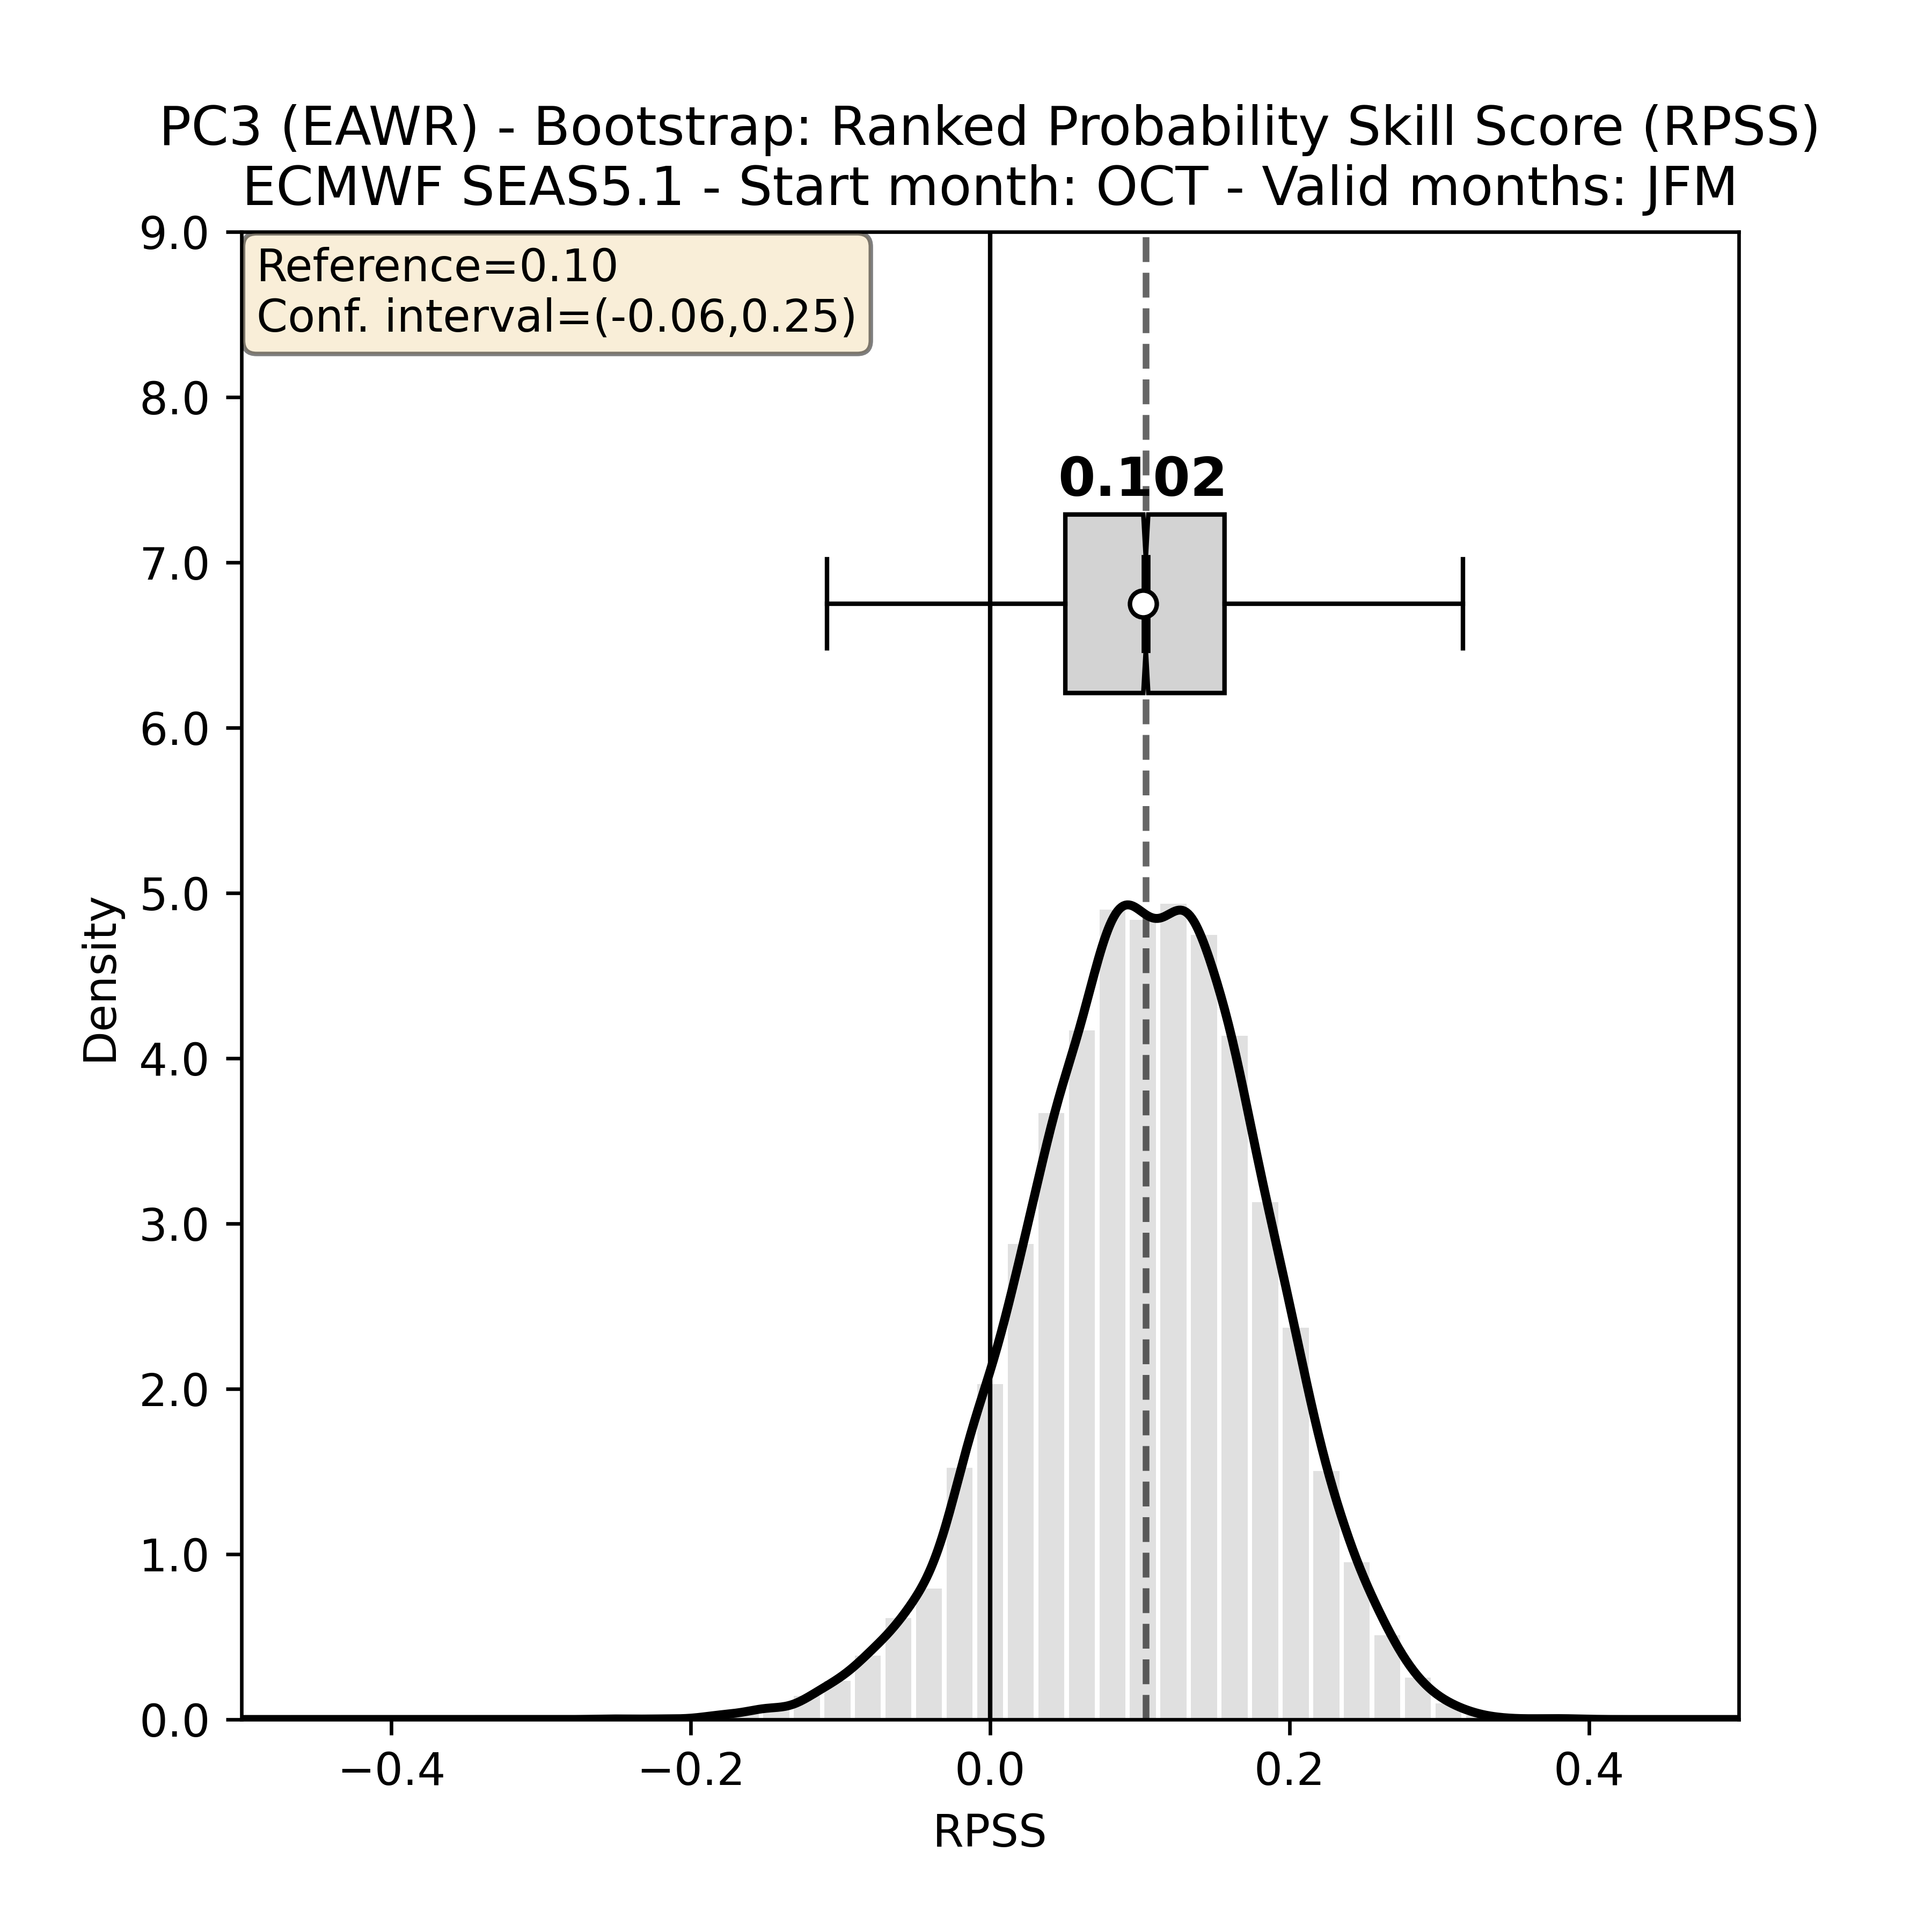 PC3 (EAWR) - Bootstrap: Ranked Probability Skill Score (RPSS)
ECMWF SEAS5.1 - Start month: OCT - Valid months: JFM
9.0
Reference=0.10
Conf. interval=(-0.06,0.25)
8.0
0.102
7.0
6.0
5.0
Density
4.0
3.0
2.0
1.0
0.0
−0.4 −0.2 0.0 0.2 0.4
RPSS